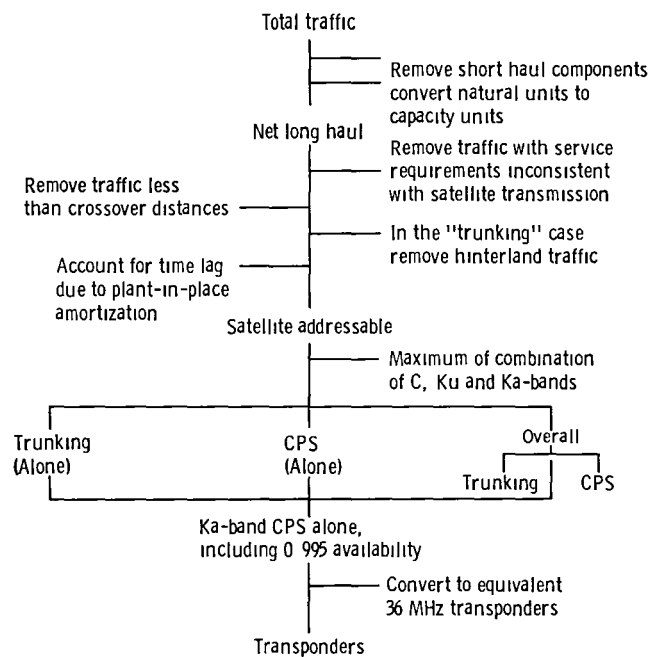 Total traffic
Remove short haul components
convert natural units to
capacity units
Net long haul
Remove traffic with service
requirements inconsistent
with satellite transmission
Remove traffic less
than crossover distances
In the "trunking" case
remove hinterland traffic
Account for time lag
due to plant-in-place
amortization
Satellite addressable
Maximum of combination
of C, Ku and Ka-bands
Trunking
(Alone)
CPS
(Alone)
Overall
Trunking
CPS
Ka-band CPS alone,
including 0 995 availability
Convert to equivalent
36 MHz transponders
Transponders